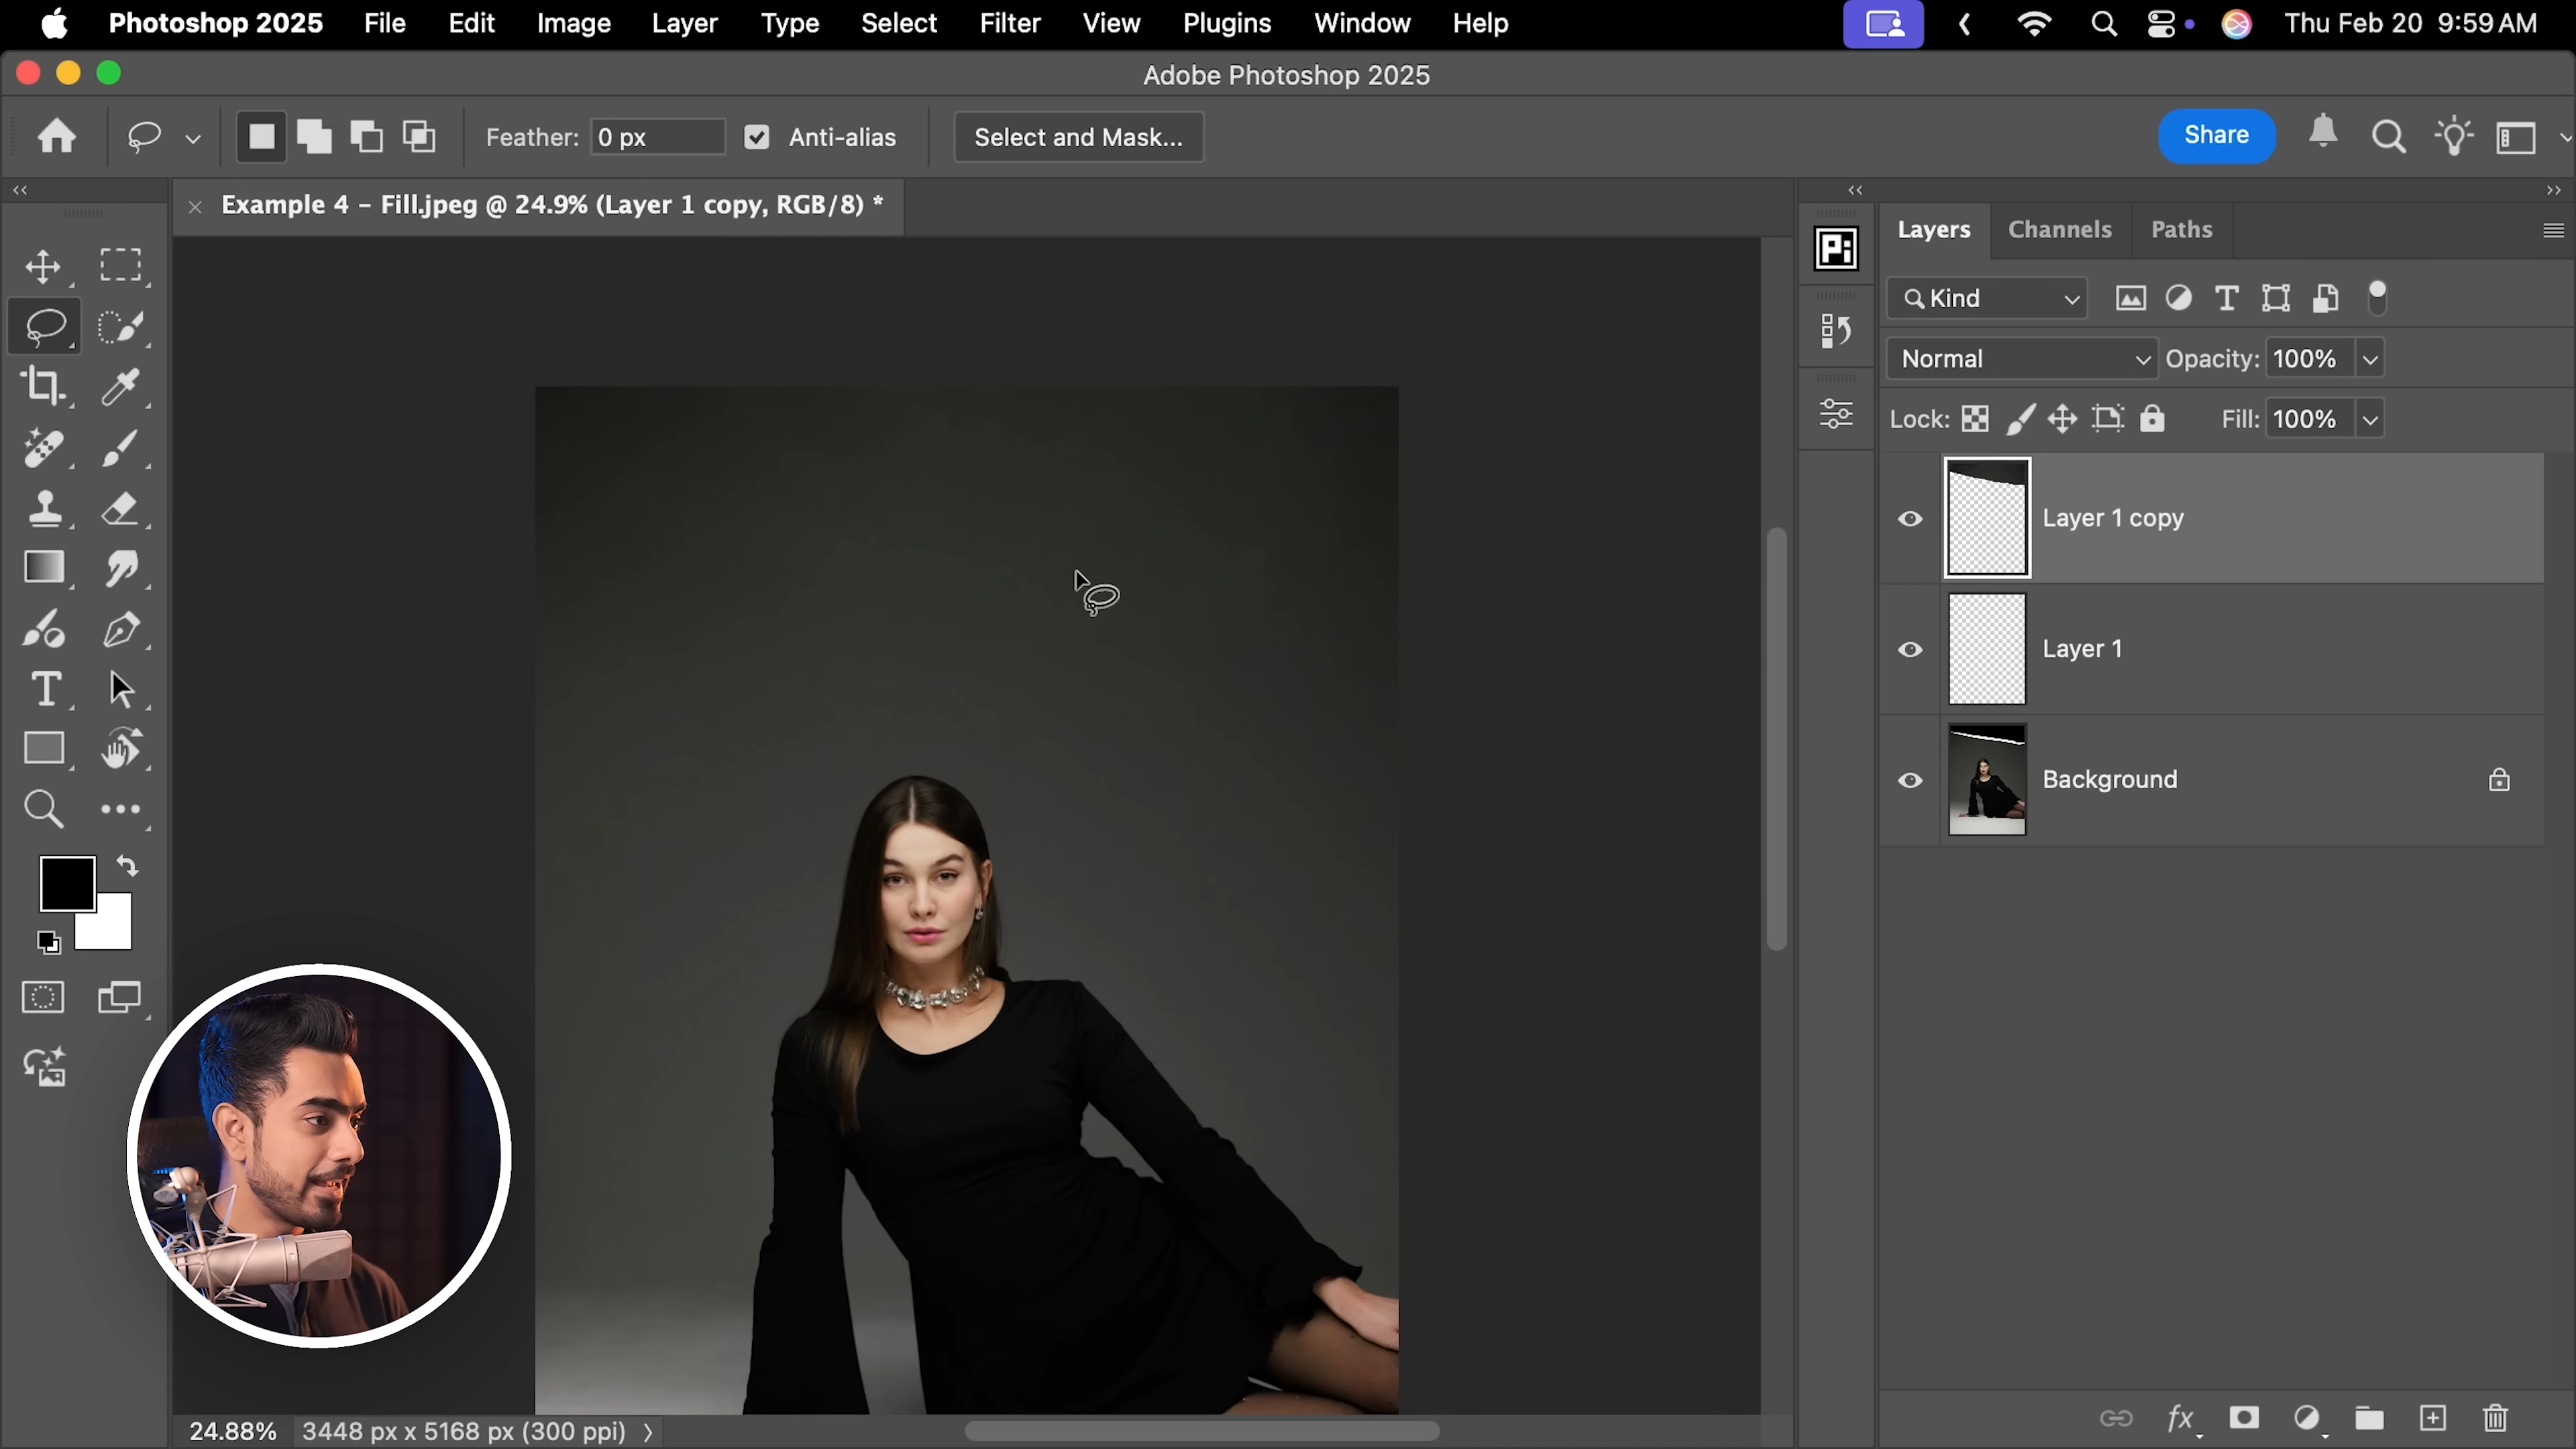 Photoshop 2025 File Edit Image Layer Type Select Filter View Plugins Window Help Thu Feb 20 9:59 AM
Adobe Photoshop 2025
Feather: 0 px Anti-alias Select and Mask... Share
Example 4 – Fill.jpeg @ 24.9% (Layer 1 copy, RGB/8) *
Pi
Layers Channels Paths
Kind
Normal Opacity: 100%
Lock: Fill: 100%
Layer 1 copy
Layer 1
Background
24.88% 3448 px x 5168 px (300 ppi)
fx